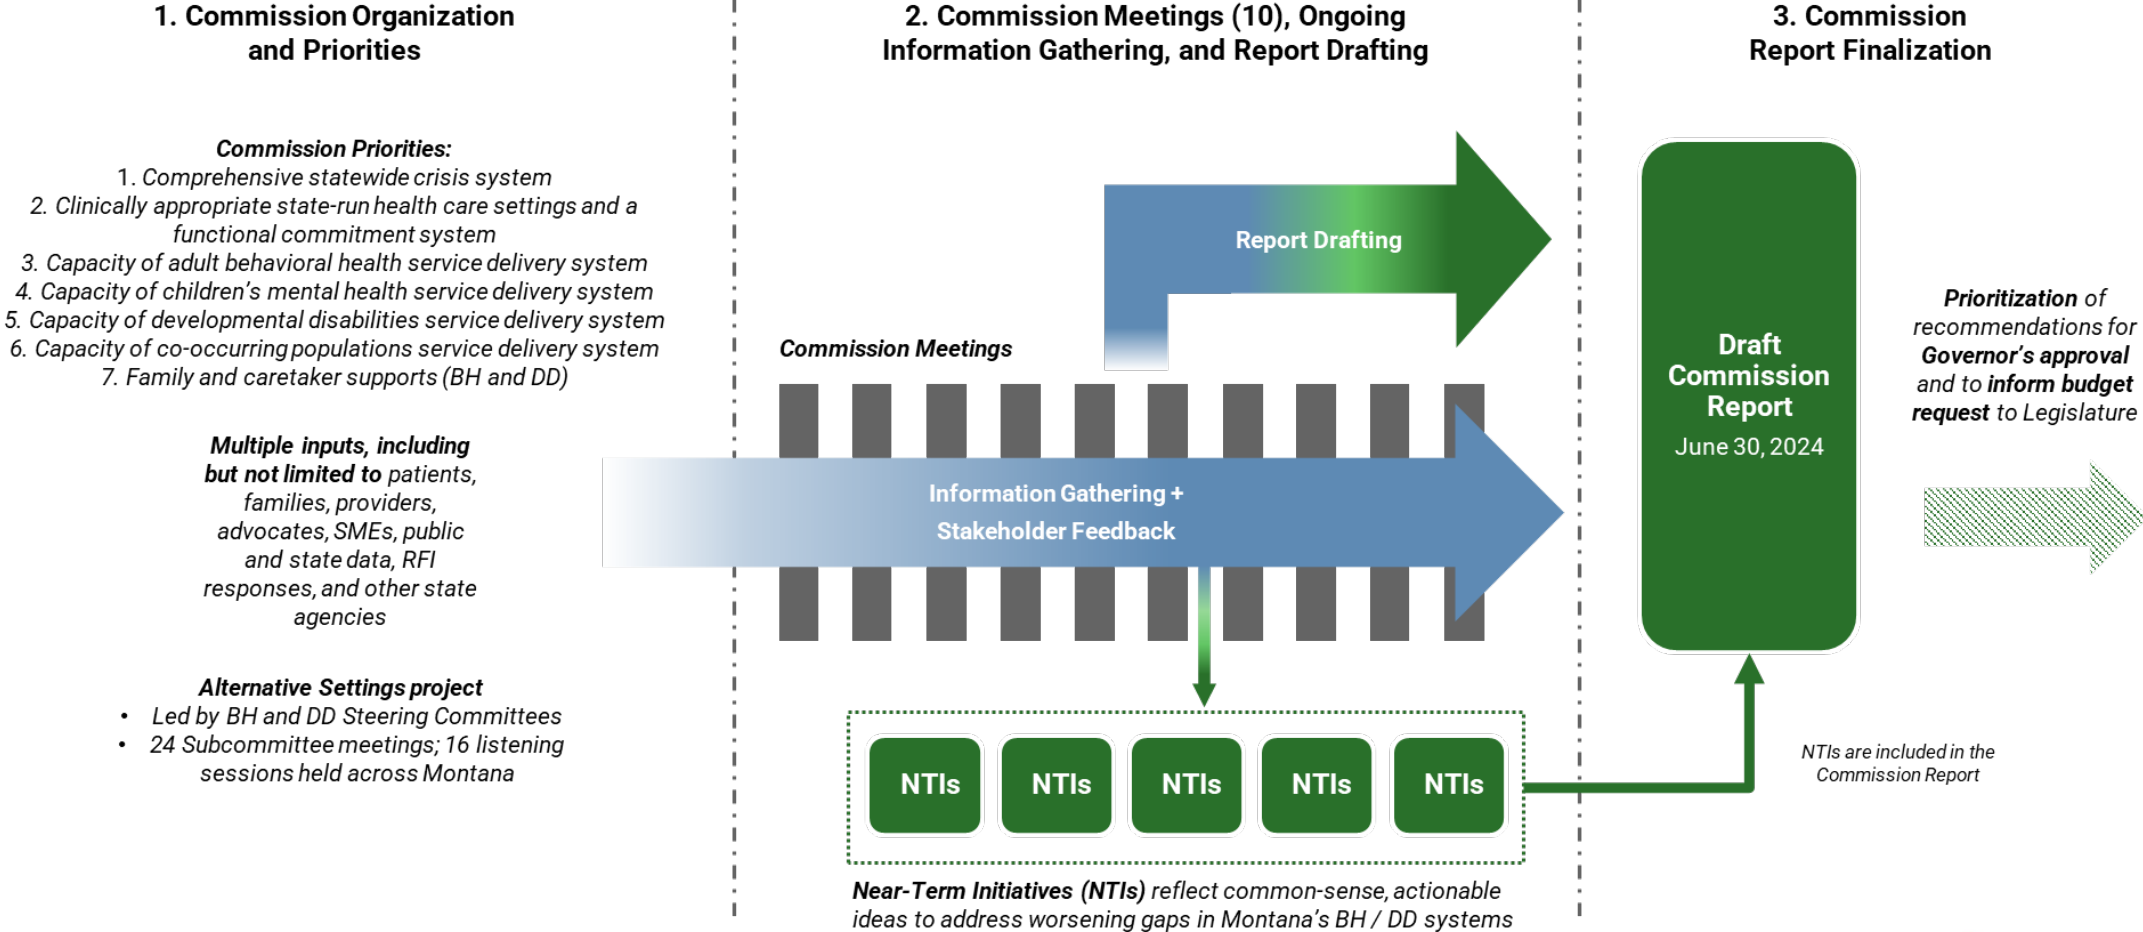 1. Commission Organization
and Priorities
Commission Priorities:
1. Comprehensive statewide crisis system
2. Clinically appropriate state-run health care settings and a
functional commitment system
3. Capacity of adult behavioral health service delivery system
4. Capacity of children’s mental health service delivery system
5. Capacity of developmental disabilities service delivery system
6. Capacity of co-occurring populations service delivery system
7. Family and caretaker supports (BH and DD)
Multiple inputs, including
but not limited to patients,
families, providers,
advocates, SMEs, public
and state data, RFI
responses, and other state
agencies
Alternative Settings project
• Led by BH and DD Steering Committees
• 24 Subcommittee meetings; 16 listening
sessions held across Montana
2. Commission Meetings (10), Ongoing
Information Gathering, and Report Drafting
Report Drafting
Commission Meetings
Information Gathering +
Stakeholder Feedback
NTIs
NTIs
NTIs
NTIs
NTIs
Near-Term Initiatives (NTIs) reflect common-sense, actionable
ideas to address worsening gaps in Montana’s BH / DD systems
3. Commission
Report Finalization
Draft
Commission
Report
June 30, 2024
Prioritization of
recommendations for
Governor’s approval
and to inform budget
request to Legislature
NTIs are included in the
Commission Report